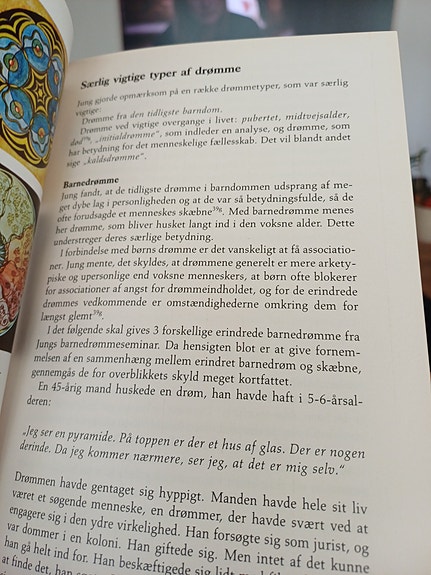 Særlig vigtige typer af drømme
Jung gjorde opmærksom på en række drømmetyper, som var særlig
vigtige:
Drømme fra den tidligste barndom.
Drømme ved vigtige overgange i livet: pubertet, midtvejsalder,
død³⁹⁵, „initialdrømme“, som indleder en analyse, og drømme, som
har betydning for det menneskelige fællesskab. Det vil blandt andet
sige „kaldsdrømme“.
Barnedrømme
Jung fandt, at de tidligste drømme i barndommen udsprang af me-
get dybe lag i personligheden og at de var så betydningsfulde, så de
ofte forudsagde et menneskes skæbne³⁹⁶. Med barnedrømme menes
her drømme, som bliver husket langt ind i den voksne alder. Dette
understreger deres særlige betydning.
I forbindelse med børns drømme er det vanskeligt at få associatio-
ner. Jung mente, det skyldes, at drømmene generelt er mere arkety-
piske og upersonlige end voksne menneskers, at børn ofte blokerer
for associationer af angst for drømmeindholdet, og for de erindrede
drømmes vedkommende er omstændighederne omkring dem for
længst glemt³⁹⁸.
I det følgende skal gives 3 forskellige erindrede barnedrømme fra
Jungs barnedrømmeseminar. Da hensigten blot er at give fornem-
melsen af en sammenhæng mellem erindret barnedrøm og skæbne,
gennemgås de for overblikkets skyld meget kortfattet.
En 45-årig mand huskede en drøm, han havde haft i 5-6-årsal-
deren:
„Jeg ser en pyramide. På toppen er der et hus af glas. Der er nogen
derinde. Da jeg kommer nærmere, ser jeg, at det er mig selv.“
Drømmen havde gentaget sig hyppigt. Manden havde hele sit liv
været et søgende menneske, en drømmer, der havde svært ved at
engagere sig i den ydre virkelighed. Han forsøgte sig som jurist, og
var dommer i en koloni. Han giftede sig. Men intet af det kunne
han gå helt ind for. Han beskæftigede sig lidt
at finde det, han